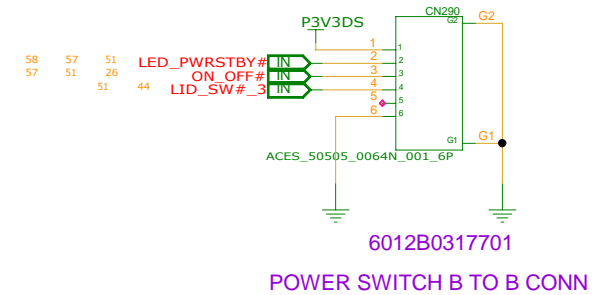 CN290
G2 G2
P3V3DS
1 1
58 57 51 LED_PWRSTBY# IN 2 2
57 51 26 ON_OFF# IN 3 3
51 44 LID_SW#_3 IN 4 4
5 5
6 6
G1 G1
ACES_50505_0064N_001_6P
6012B0317701
POWER SWITCH B TO B CONN